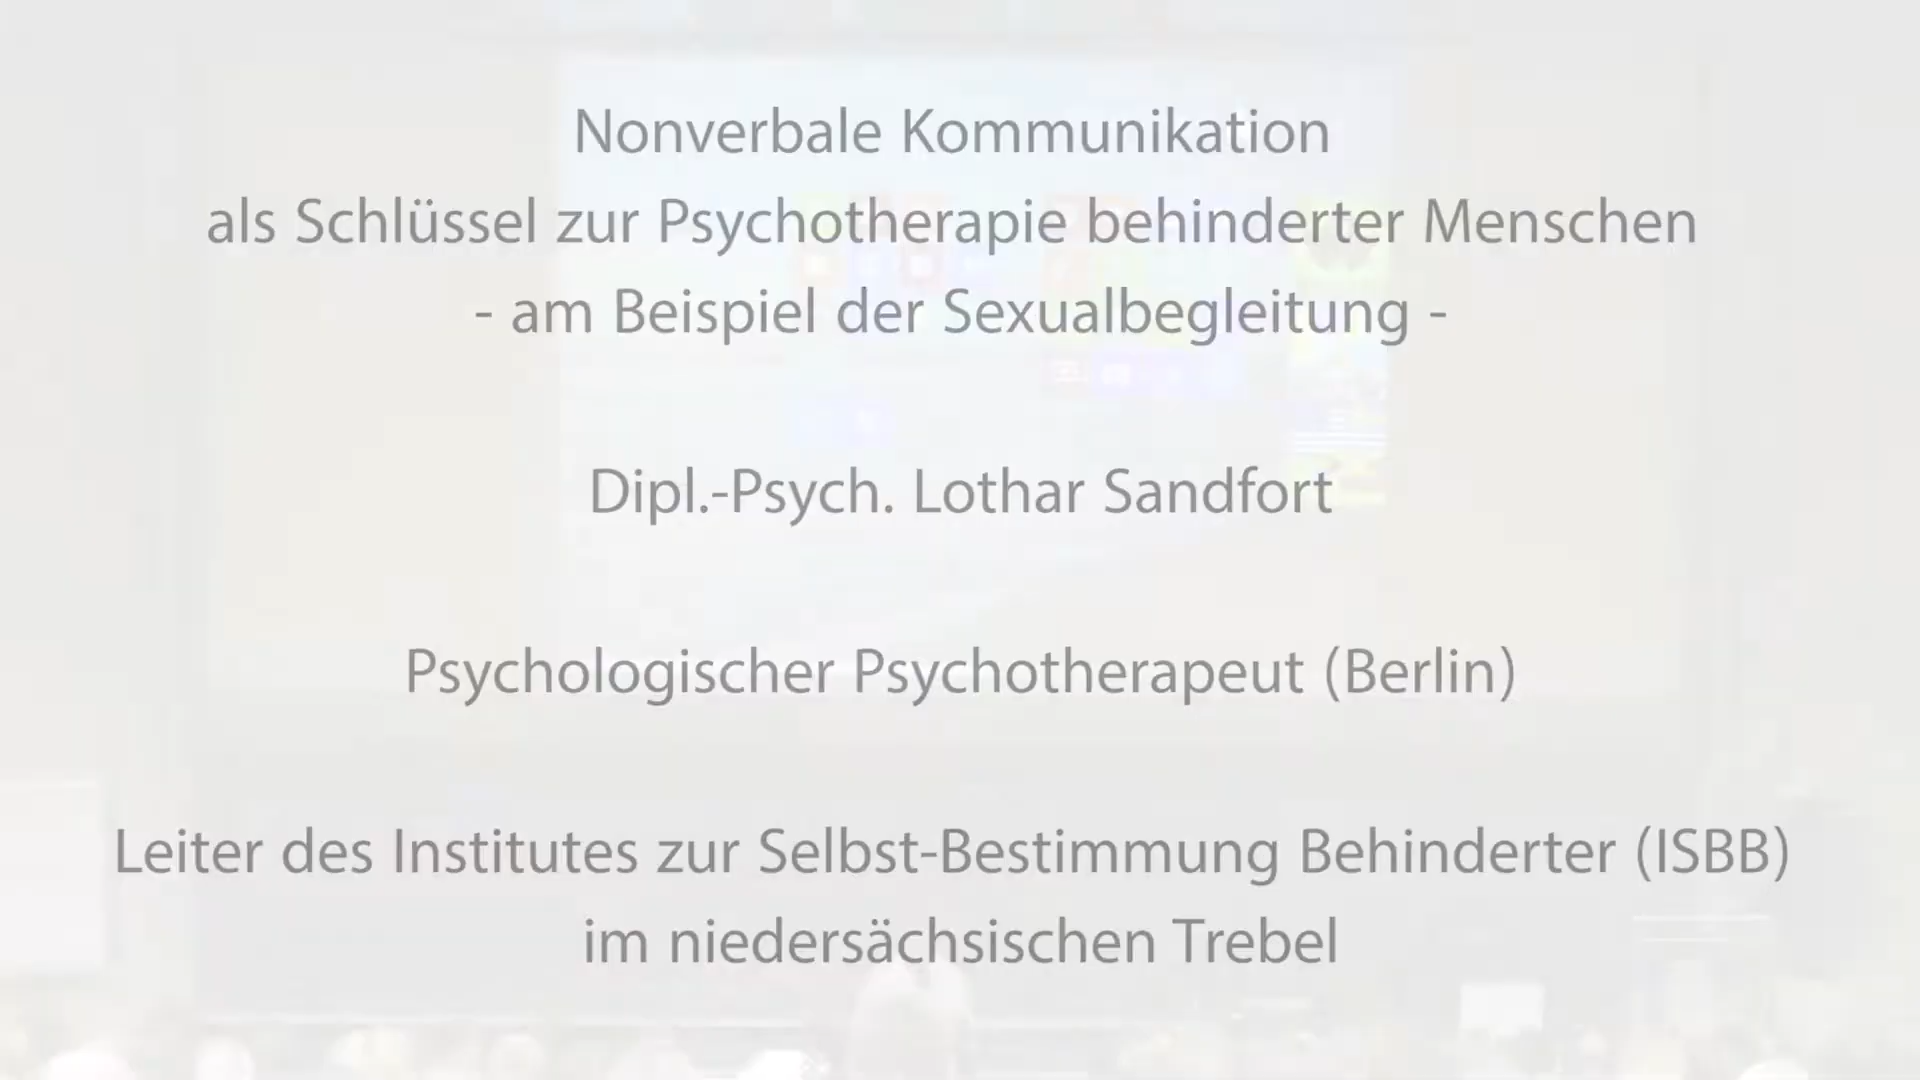 Nonverbale Kommunikation
als Schlüssel zur Psychotherapie behinderter Menschen
- am Beispiel der Sexualbegleitung -
Dipl.-Psych. Lothar Sandfort
Psychologischer Psychotherapeut (Berlin)
Leiter des Institutes zur Selbst-Bestimmung Behinderter (ISBB)
im niedersächsischen Trebel